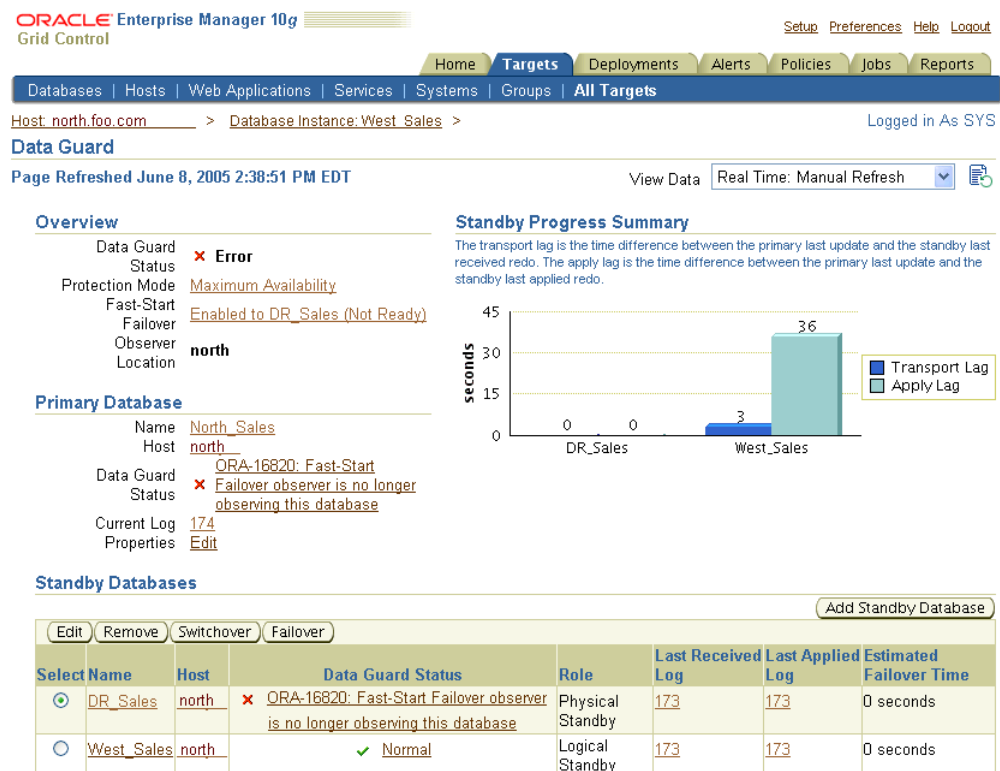 ORACLE Enterprise Manager 10g
Grid Control
Setup Preferences Help Logout
Home Targets Deployments Alerts Policies Jobs Reports
Databases | Hosts | Web Applications | Services | Systems | Groups | All Targets
Host: north.foo.com > Database Instance: West_Sales >
Logged in As SYS
Data Guard
Page Refreshed June 8, 2005 2:38:51 PM EDT
View Data Real Time: Manual Refresh
Overview
Data Guard
Status
Error
Protection Mode Maximum Availability
Fast-Start
Failover
Enabled to DR_Sales (Not Ready)
Observer
Location
north
Primary Database
Name North_Sales
Host north
Data Guard
Status
ORA-16820: Fast-Start
Failover observer is no longer
observing this database
Current Log 174
Properties Edit
Standby Progress Summary
The transport lag is the time difference between the primary last update and the standby last
received redo. The apply lag is the time difference between the primary last update and the
standby last applied redo.
seconds
45
30
15
0
0 0
3
36
DR_Sales West_Sales
Transport Lag
Apply Lag
Standby Databases
Add Standby Database
Edit Remove Switchover Failover
Select Name Host Data Guard Status Role Last Received Log Last Applied Log Estimated Failover Time
DR_Sales north ORA-16820: Fast-Start Failover observer
is no longer observing this database
Physical
Standby
173 173 0 seconds
West_Sales north Normal
Logical
Standby
173 173 0 seconds